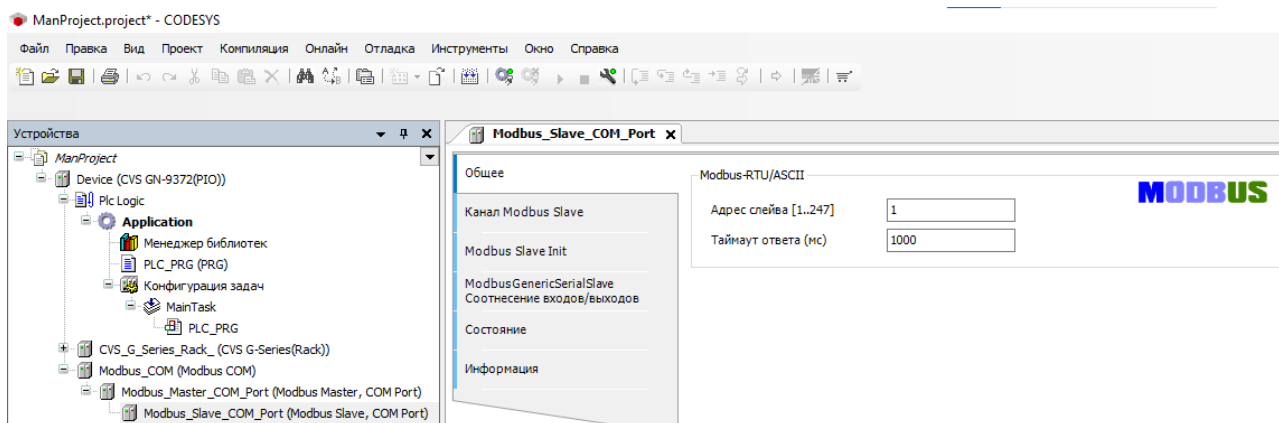 ManProject.project* - CODESYS
Файл Правка Вид Проект Компиляция Онлайн Отладка Инструменты Окно Справка
Устройства
ManProject
Device (CVS GN-9372(PIO))
Plc Logic
Application
Менеджер библиотек
PLC_PRG (PRG)
Конфигурация задач
MainTask
PLC_PRG
CVS_G_Series_Rack_ (CVS G-Series(Rack))
Modbus_COM (Modbus COM)
Modbus_Master_COM_Port (Modbus Master, COM Port)
Modbus_Slave_COM_Port (Modbus Slave, COM Port)
Modbus_Slave_COM_Port
Общее
Канал Modbus Slave
Modbus Slave Init
ModbusGenericSerialSlave
Соотнесение входов/выходов
Состояние
Информация
Modbus-RTU/ASCII
MODBUS
Адрес слейва [1..247] 1
Таймаут ответа (мс) 1000